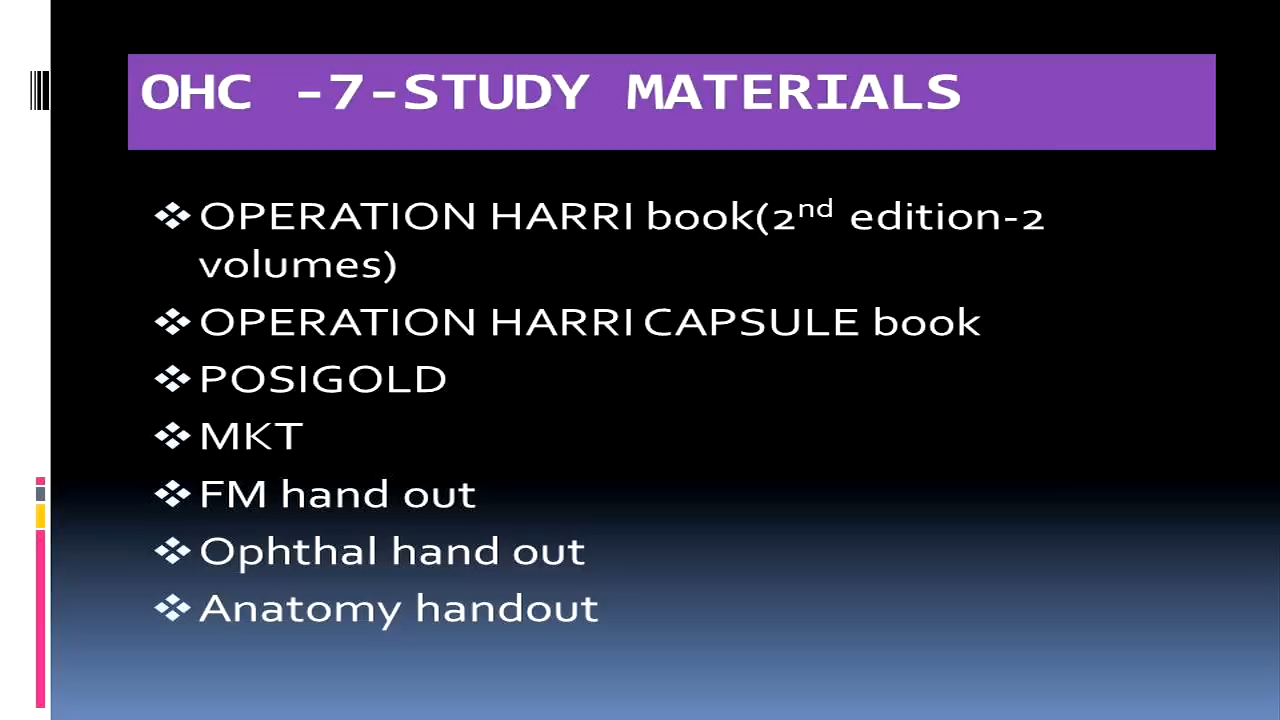 OHC -7-STUDY MATERIALS
OPERATION HARRI book(2nd edition-2
volumes)
OPERATION HARRI CAPSULE book
POSIGOLD
MKT
FM hand out
Ophthal hand out
Anatomy handout